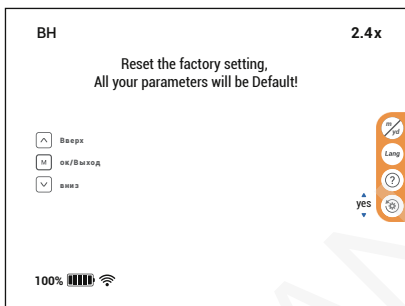 BH
2.4x
Reset the factory setting,
All your parameters will be Default!
m/yd
Вверх
Lang
M ок/Выход
?
вниз
yes
100%